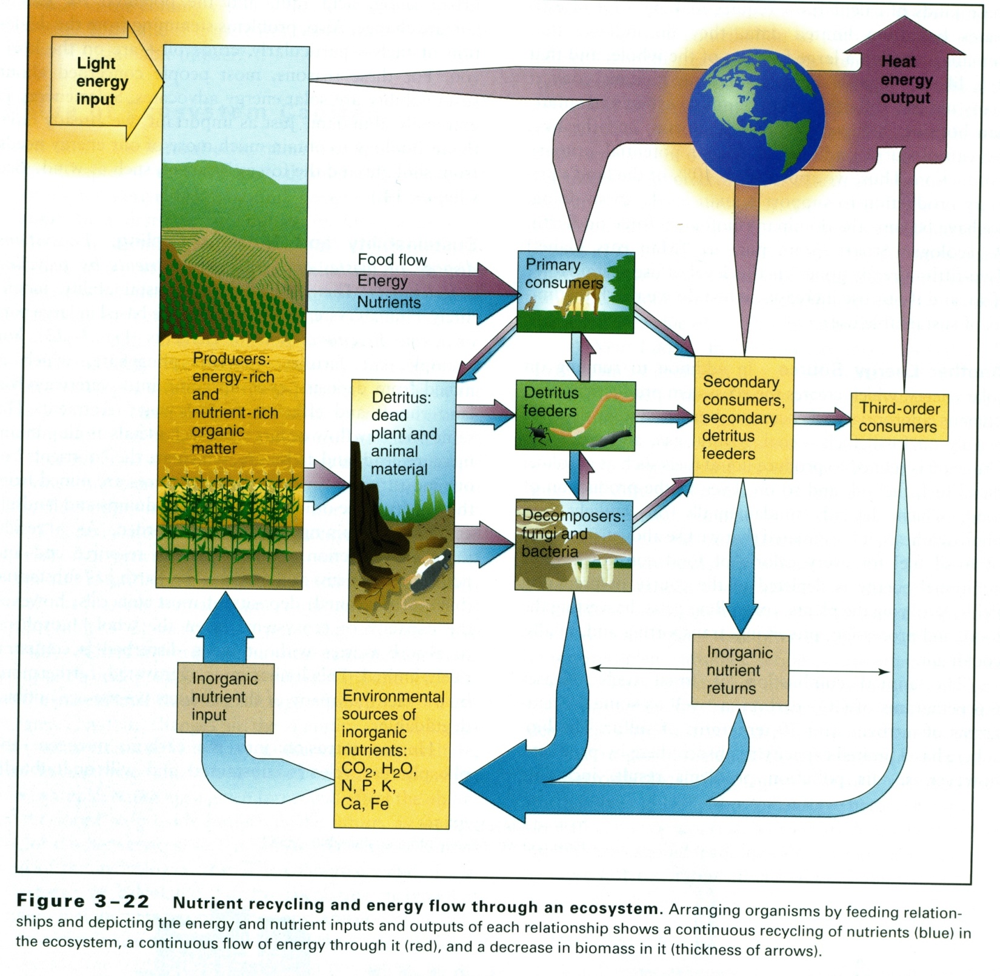 Light
energy
input
Heat
energy
output
Food flow
Energy
Nutrients
Primary
consumers
Producers:
energy-rich
and
nutrient-rich
organic
matter
Detritus:
dead
plant and
animal
material
Detritus
feeders
Secondary
consumers,
secondary
detritus
feeders
Third-order
consumers
Decomposers:
fungi and
bacteria
Inorganic
nutrient
input
Environmental
sources of
inorganic
nutrients:
CO₂, H₂O,
N, P, K,
Ca, Fe
Inorganic
nutrient
returns
Figure 3–22 Nutrient recycling and energy flow through an ecosystem. Arranging organisms by feeding relation-
ships and depicting the energy and nutrient inputs and outputs of each relationship shows a continuous recycling of nutrients (blue) in
the ecosystem, a continuous flow of energy through it (red), and a decrease in biomass in it (thickness of arrows).